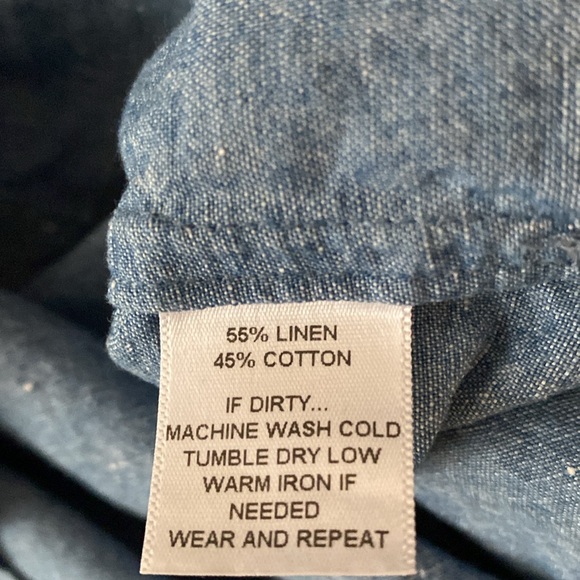 55% LINEN
45% COTTON
IF DIRTY...
MACHINE WASH COLD
TUMBLE DRY LOW
WARM IRON IF
NEEDED
WEAR AND REPEAT